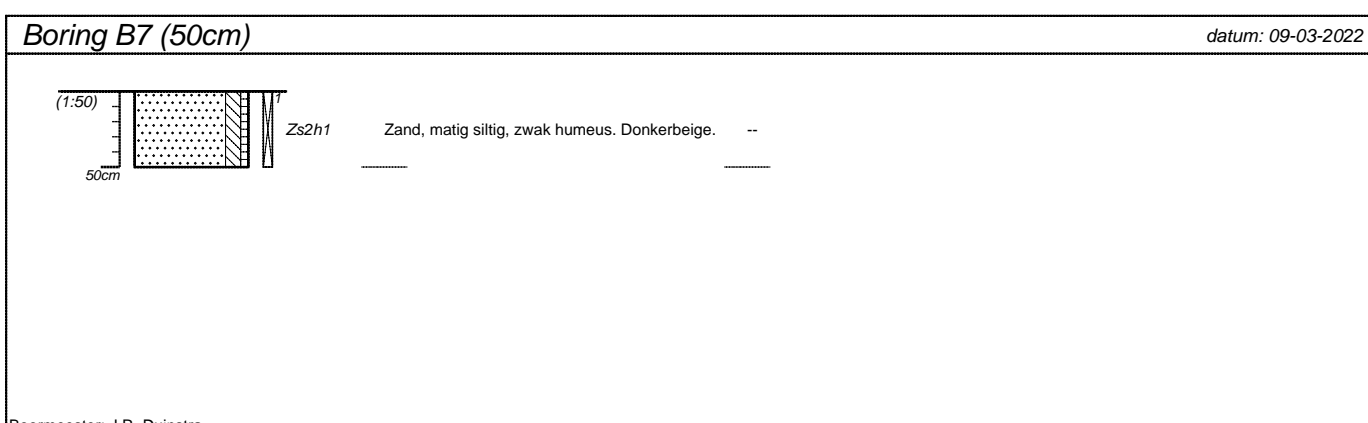 Boring B7 (50cm) datum: 09-03-2022
(1:50) 1
Zs2h1 Zand, matig siltig, zwak humeus. Donkerbeige. --
50cm